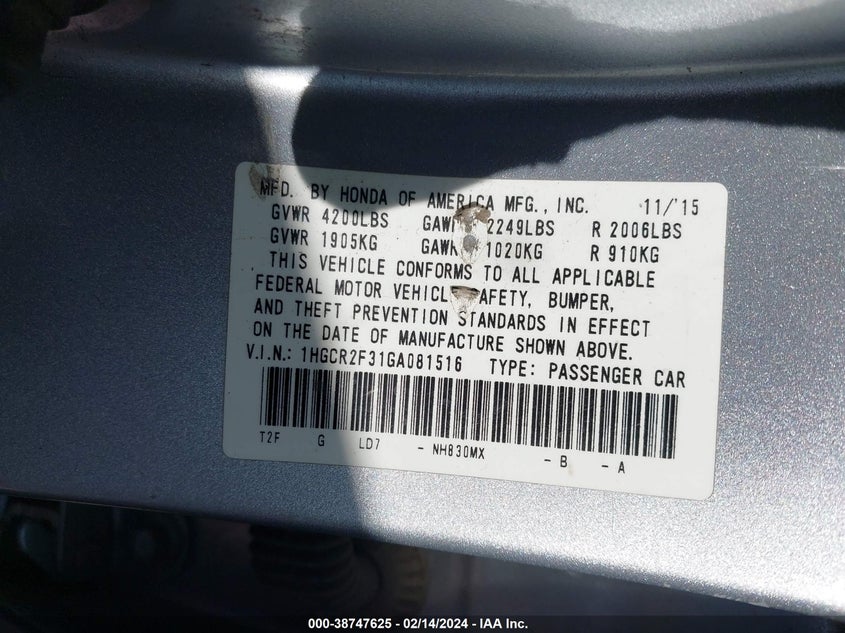 MFD. BY HONDA OF AMERICA MFG., INC. 11/'15
GVWR 4200LBS 2249LBS R 2006LBS
GVWR 1905KG 1020KG R 910KG
THIS VEHICLE CONFORMS TO ALL APPLICABLE
FEDERAL MOTOR BUMPER,
AND THEFT PREVENTION STANDARDS IN EFFECT
ON THE DATE OF MANUFACTURE SHOWN ABOVE.
V.I.N.: 1HGCR2F31GA081516 TYPE: PASSENGER CAR
T2F G LD7 - NH830MX - B - A
000-38747625 - 02/14/2024 - IAA Inc.